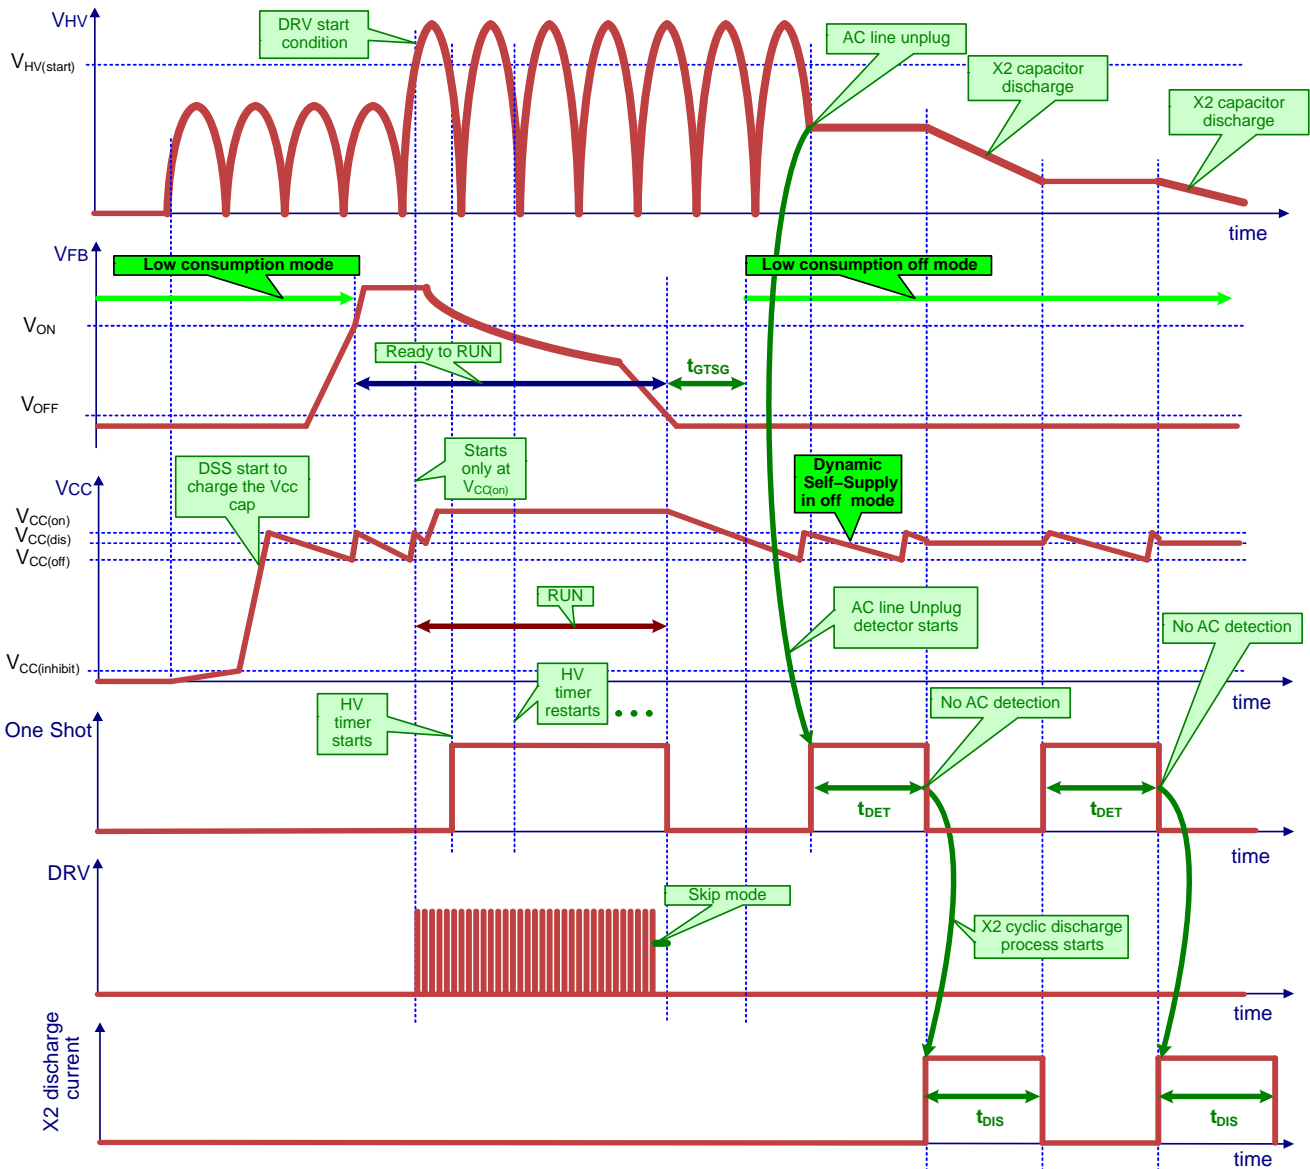 VHV
DRV start
condition
AC line unplug
VHV(start)
X2 capacitor
discharge
X2 capacitor
discharge
time
VFB
Low consumption mode
Low consumption off mode
VON
Ready to RUN
tGTSG
VOFF
VCC
DSS start to
charge the Vcc
cap
Starts
only at
VCC(on)
Dynamic
Self-Supply
in off mode
VCC(on)
VCC(dis)
VCC(off)
RUN
AC line Unplug
detector starts
No AC detection
VCC(inhibit)
time
HV
timer
starts
HV
timer
restarts
No AC detection
One Shot
tDET
tDET
time
DRV
Skip mode
X2 cyclic discharge
process starts
time
X2 discharge
current
tDIS
tDIS
time